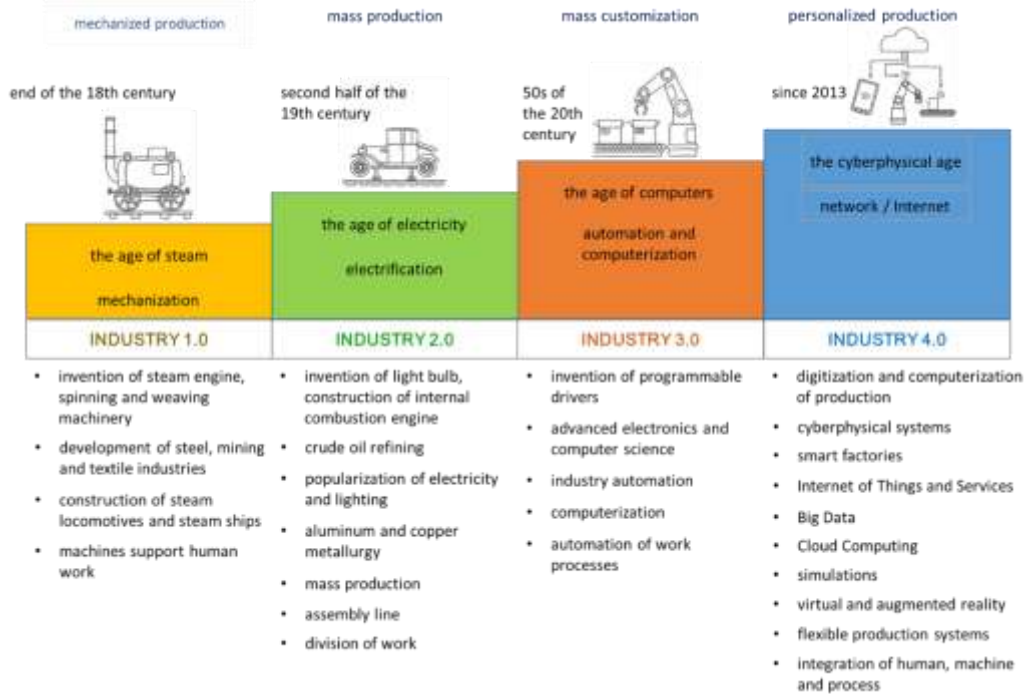 mechanized production
mass production
mass customization
personalized production
end of the 18th century
second half of the
19th century
50s of
the 20th
century
since 2013
the age of steam
mechanization
the age of electricity
electrification
the age of computers
automation and
computerization
the cyberphysical age
network / Internet
INDUSTRY 1.0
INDUSTRY 2.0
INDUSTRY 3.0
INDUSTRY 4.0
• invention of steam engine,
spinning and weaving
machinery
• development of steel, mining
and textile industries
• construction of steam
locomotives and steam ships
• machines support human
work
• invention of light bulb,
construction of internal
combustion engine
• crude oil refining
• popularization of electricity
and lighting
• aluminum and copper
metallurgy
• mass production
• assembly line
• division of work
• invention of programmable
drivers
• advanced electronics and
computer science
• industry automation
• computerization
• automation of work
processes
• digitization and computerization
of production
• cyberphysical systems
• smart factories
• Internet of Things and Services
• Big Data
• Cloud Computing
• simulations
• virtual and augmented reality
• flexible production systems
• integration of human, machine
and process